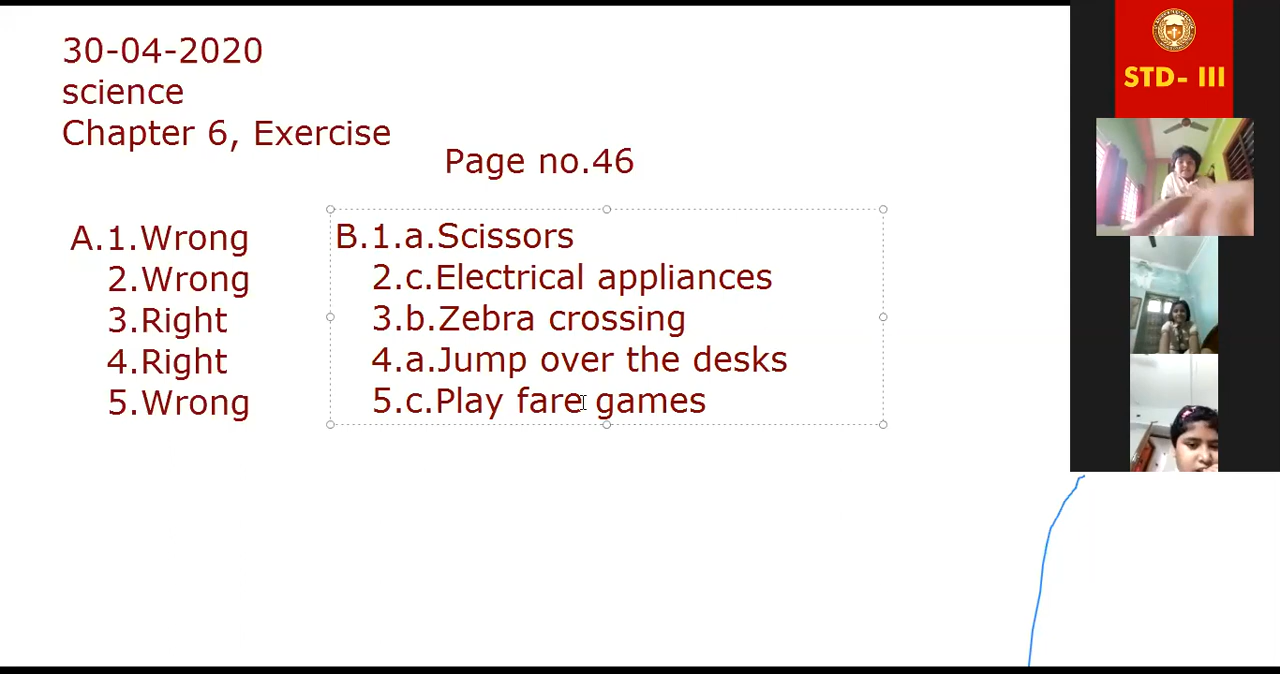 30-04-2020
science
Chapter 6, Exercise
Page no.46
A.1.Wrong
2.Wrong
3.Right
4.Right
5.Wrong
B.1.a.Scissors
2.c.Electrical appliances
3.b.Zebra crossing
4.a.Jump over the desks
5.c.Play fare games
STD- III